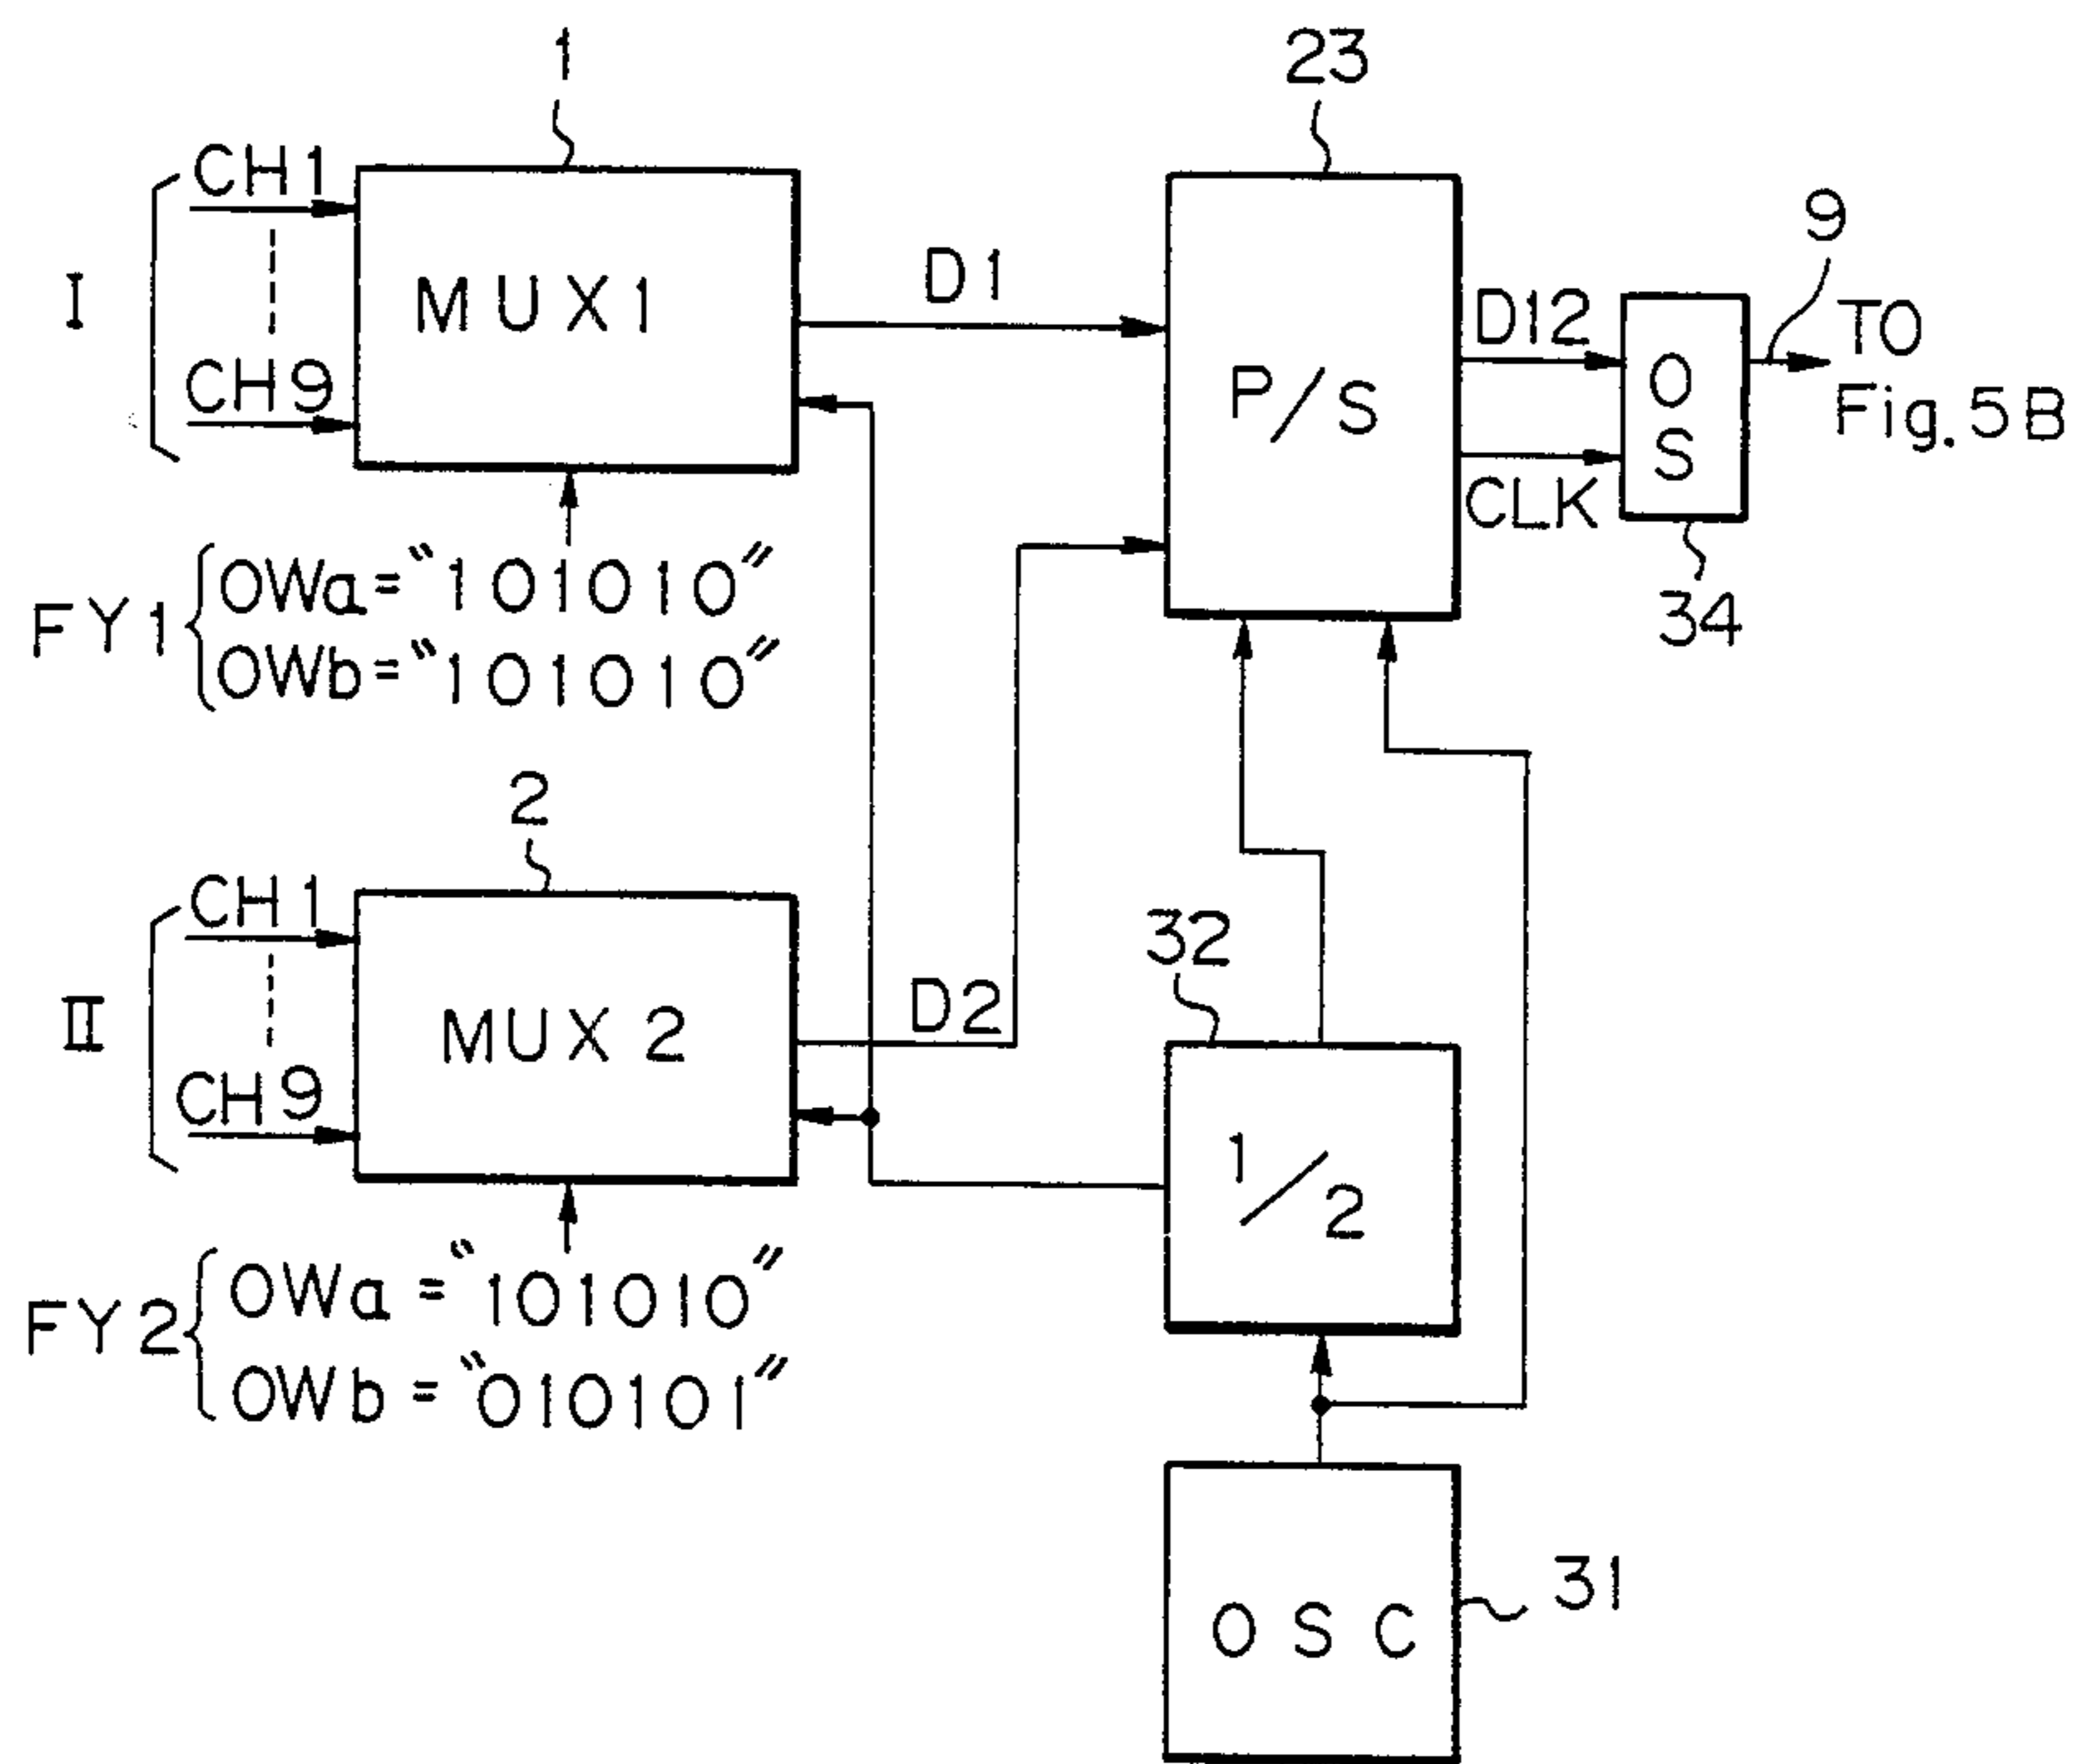 1
23
CH1
9
I
MUX1
D1
D12
TO
Fig. 5B
CH9
P/S
O
S
CLK
FY1
OWa = "101010"
OWb = "101010"
34
2
CH1
32
II
MUX 2
D2
CH9
1/2
FY2
OWa = "101010"
OWb = "010101"
OSC
31